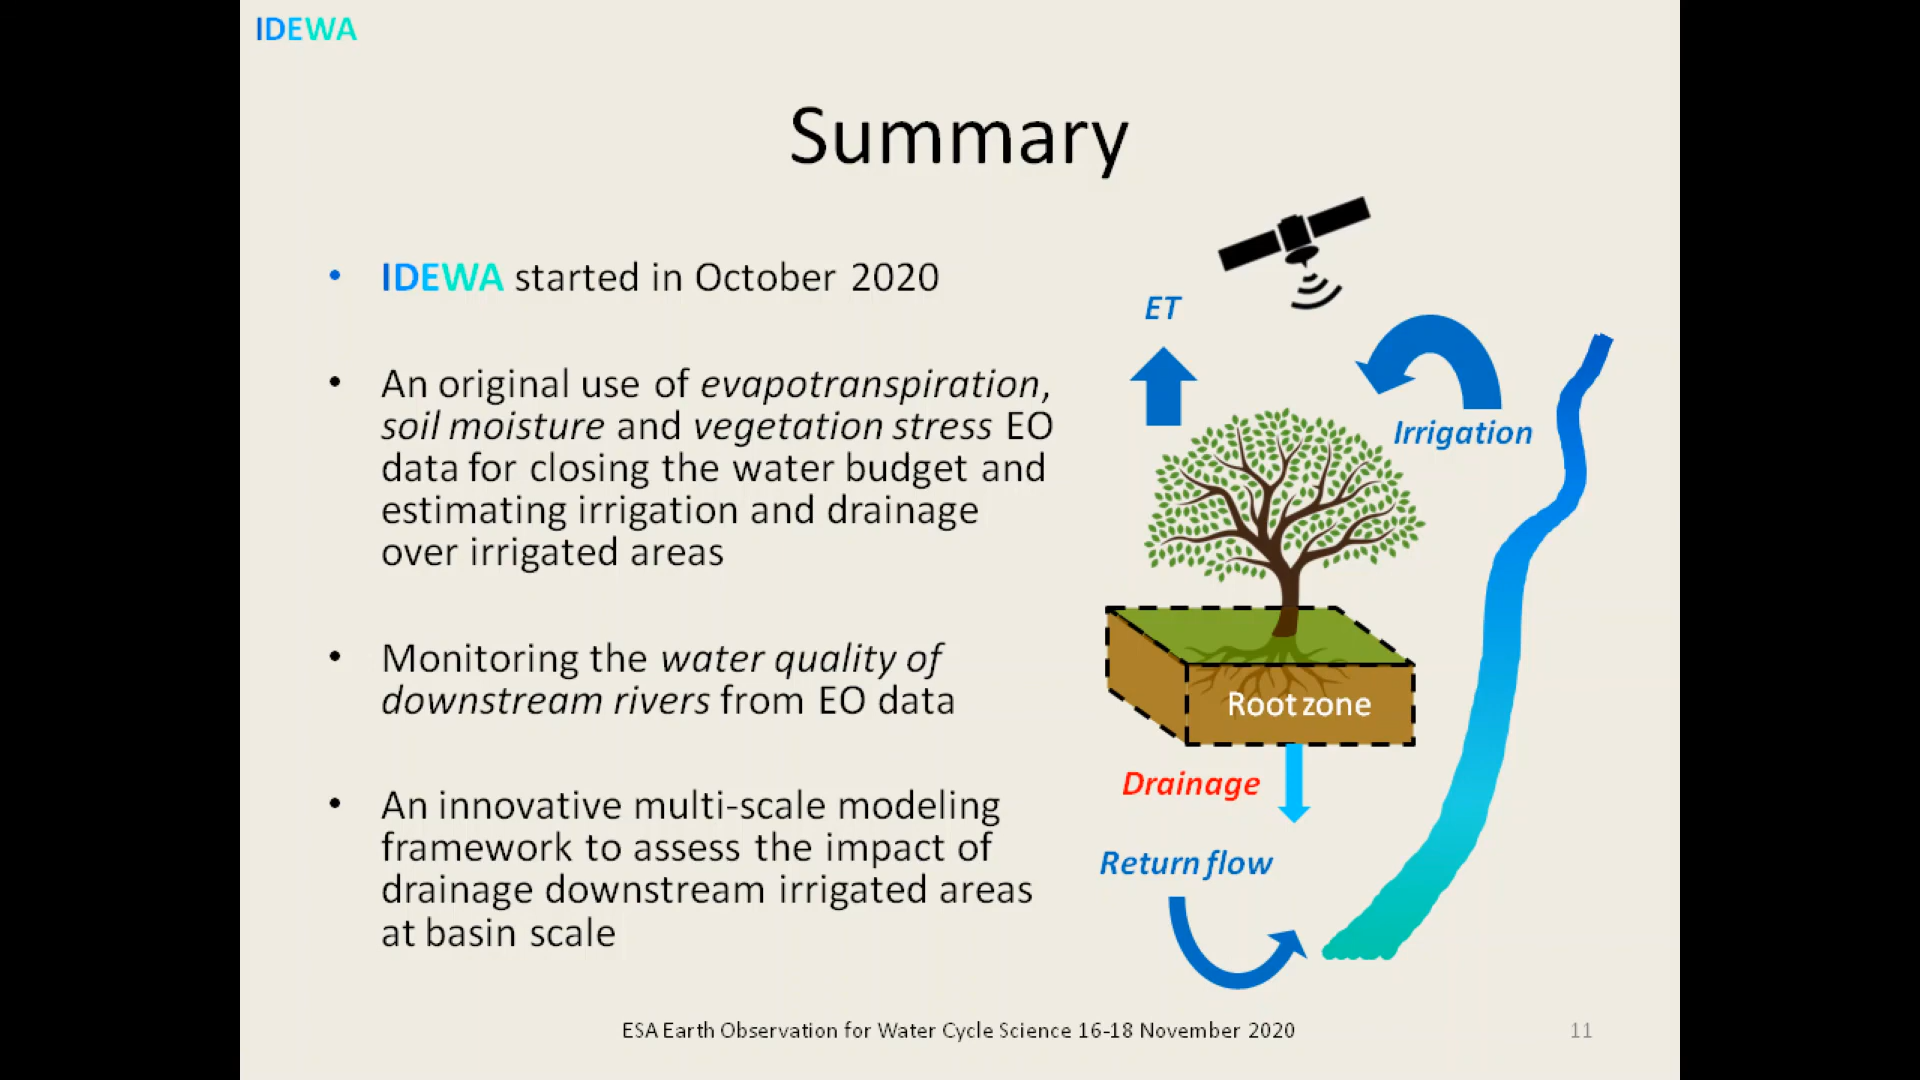 IDEWA
Summary
• IDEWA started in October 2020
• An original use of evapotranspiration,
soil moisture and vegetation stress EO
data for closing the water budget and
estimating irrigation and drainage
over irrigated areas
• Monitoring the water quality of
downstream rivers from EO data
• An innovative multi-scale modeling
framework to assess the impact of
drainage downstream irrigated areas
at basin scale
ET
Irrigation
Root zone
Drainage
Return flow
ESA Earth Observation for Water Cycle Science 16-18 November 2020
11